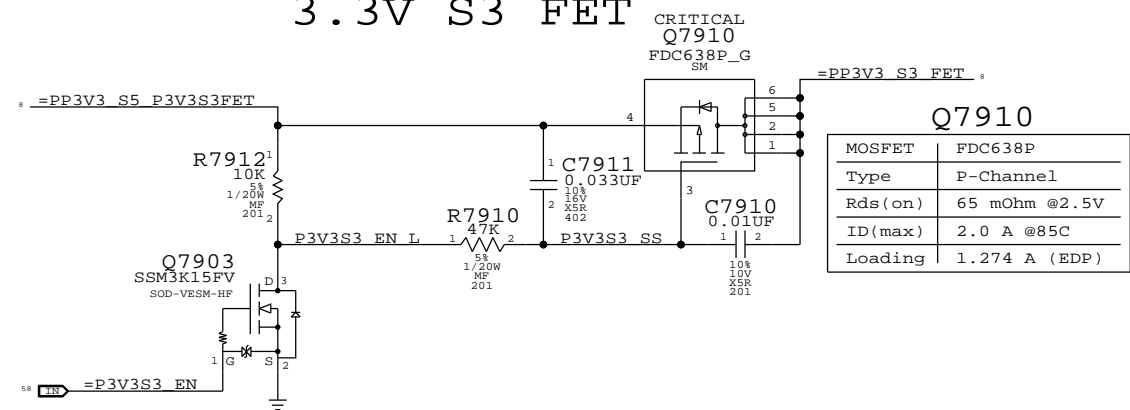 3.3V S3 FET
CRITICAL
Q7910
FDC638P_G
SM
=PP3V3_S3_FET 8
8 =PP3V3_S5_P3V3S3FET
4
6
5
2
1
3
R7912
10K
5%
1/20W
MF
201
1
2
C7911
0.033UF
10%
16V
X5R
402
1
2
R7910
47K
5%
1/20W
MF
201
1
2
P3V3S3_EN_L
P3V3S3_SS
C7910
0.01UF
1
2
10%
10V
X5R
201
Q7903
SSM3K15FV
SOD-VESM-HF
D 3
1 G
S 2
58 IN =P3V3S3_EN
Q7910
MOSFET FDC638P
Type P-Channel
Rds(on) 65 mOhm @2.5V
ID(max) 2.0 A @85C
Loading 1.274 A (EDP)